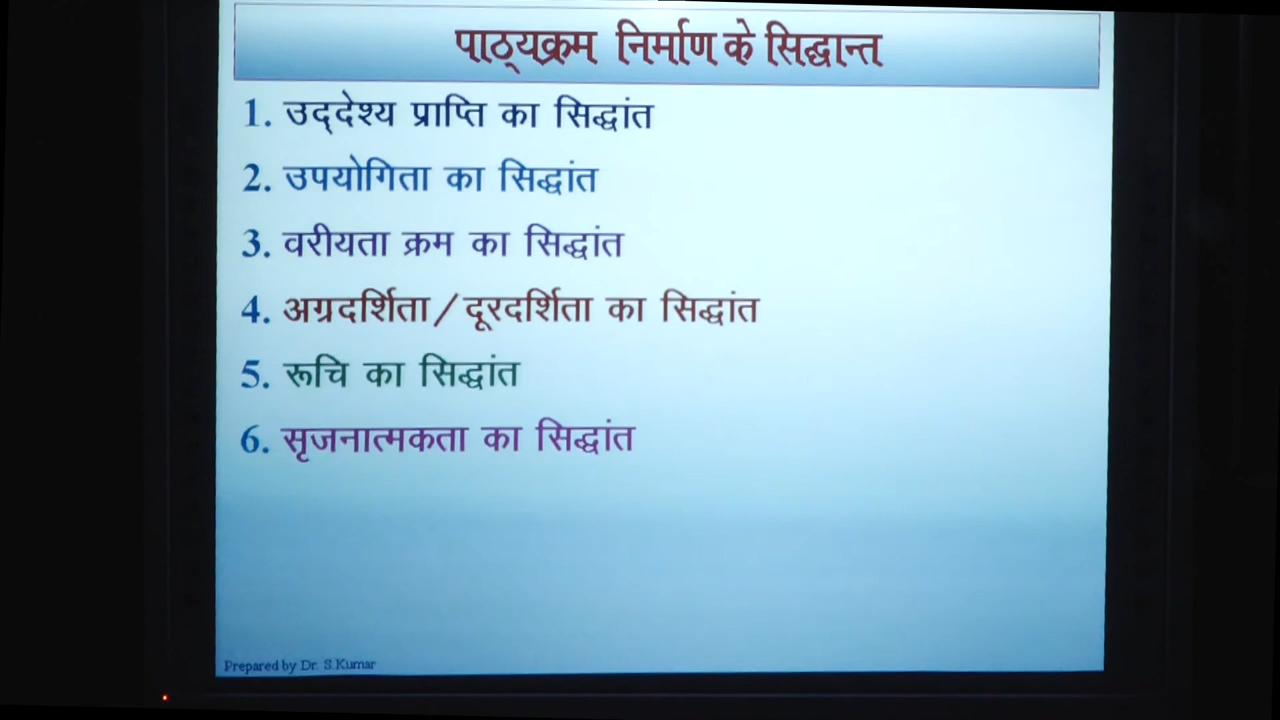 पाठ्यक्रम निर्माण के सिद्धान्त
1. उद्देश्य प्राप्ति का सिद्धांत
2. उपयोगिता का सिद्धांत
3. वरीयता क्रम का सिद्धांत
4. अग्रदर्शिता/दूरदर्शिता का सिद्धांत
5. रूचि का सिद्धांत
6. सृजनात्मकता का सिद्धांत
Prepared by Dr. S.Kumar